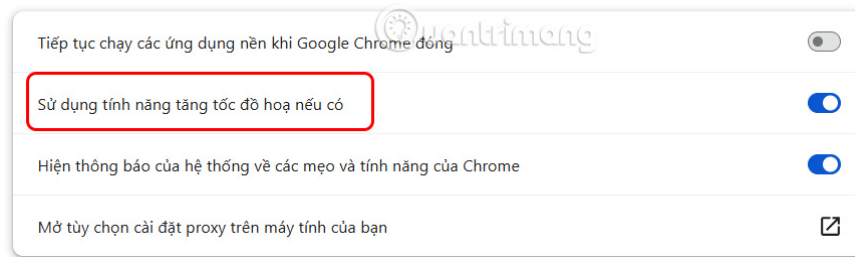 Quantrimang
Tiếp tục chạy các ứng dụng nền khi Google Chrome đóng
Sử dụng tính năng tăng tốc đồ hoạ nếu có
Hiện thông báo của hệ thống về các mẹo và tính năng của Chrome
Mở tùy chọn cài đặt proxy trên máy tính của bạn